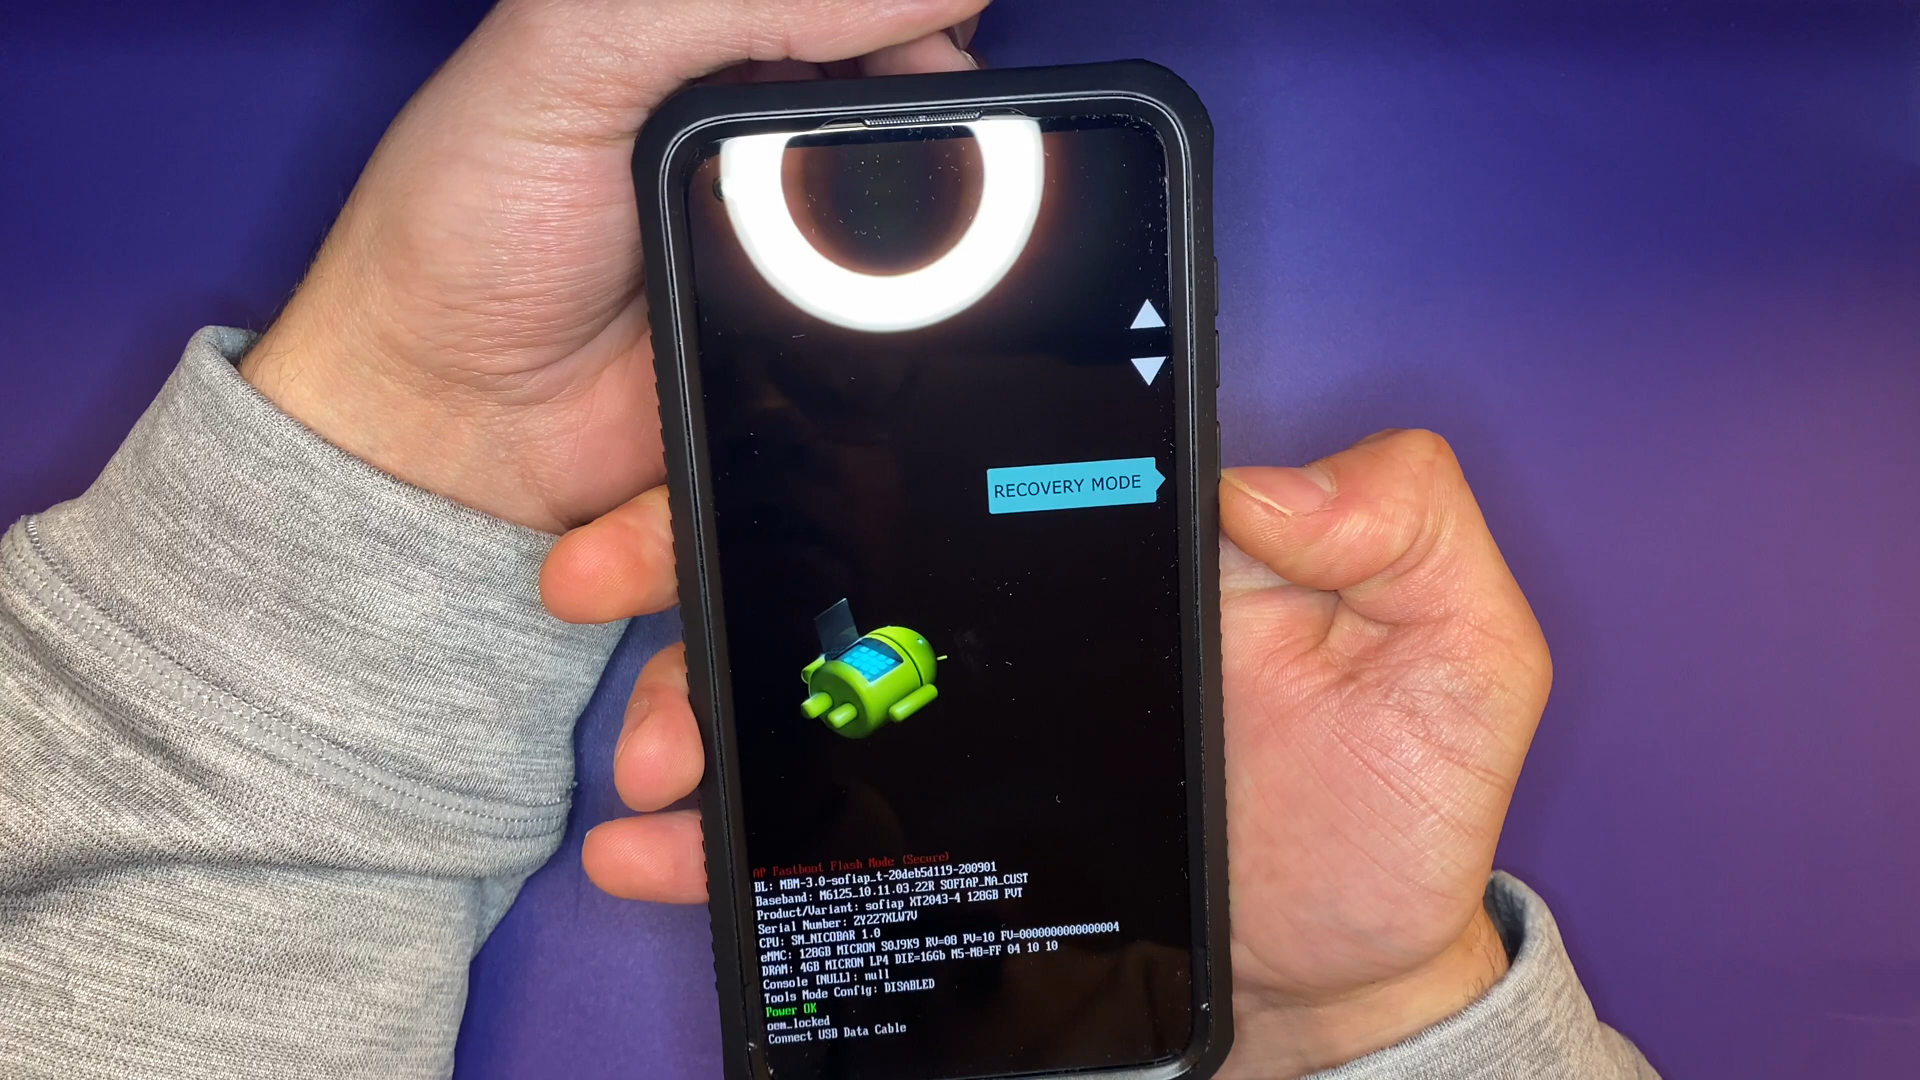 RECOVERY MODE
AP Fastboot Flash Mode (Secure)
BL: MBM-3.0-sofiap_t-20deb5d119-200901
Baseband: M6125_10.11.03.22R SOFIAP_NA_CUST
Product/Variant: sofiap XT2043-4 128GB PVT
Serial Number: ZY227XLW7V
CPU: SM_NICOBAR 1.0
eMMC: 128GB MICRON S0J9K9 RV=08 PV=10 FV=0000000000000004
DRAM: 4GB MICRON LP4 DIE=16Gb M5-M8=FF 04 10 10
Console [NULL]: null
Tools Mode Config: DISABLED
Power OK
oem_locked
Connect USB Data Cable